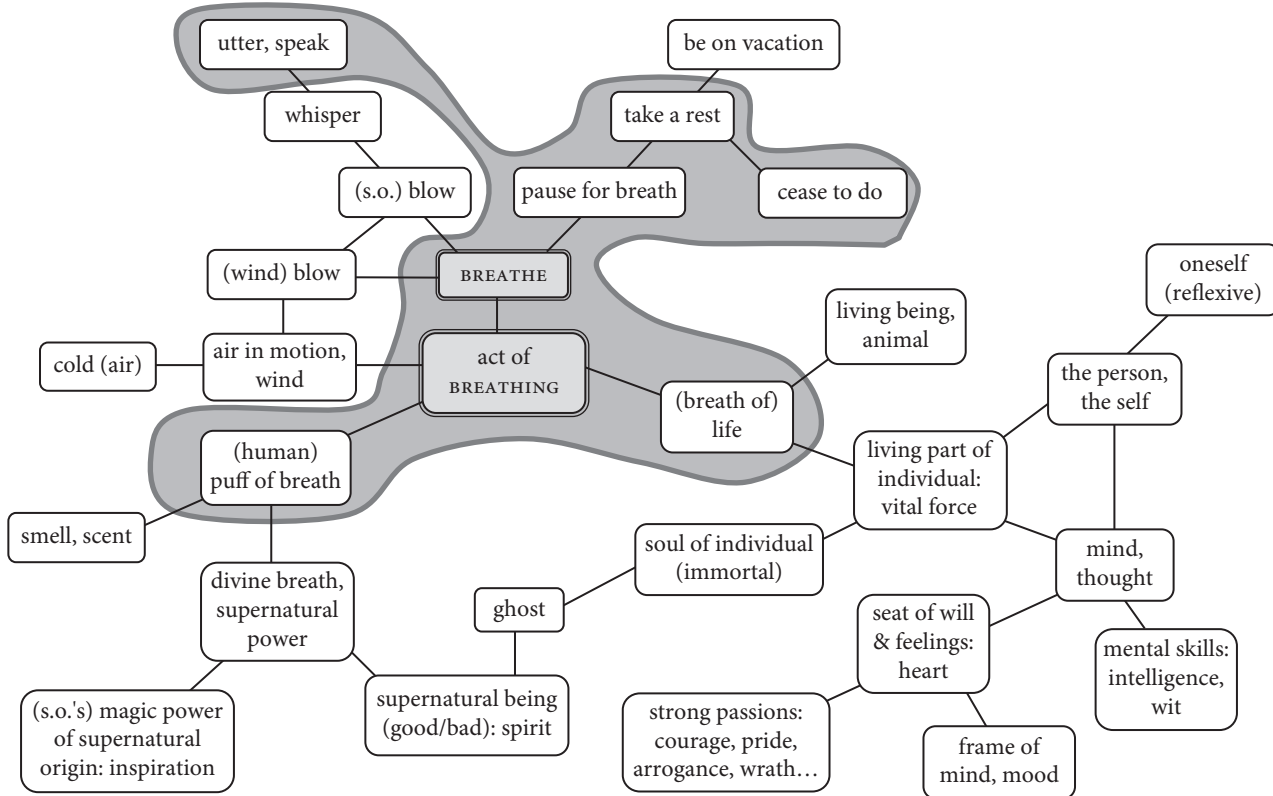 utter, speak
be on vacation
whisper
take a rest
(s.o.) blow
pause for breath
cease to do
(wind) blow
BREATHE
oneself
(reflexive)
living being,
animal
cold (air)
air in motion,
wind
act of
BREATHING
the person,
the self
(breath of)
life
(human)
puff of breath
living part of
individual:
vital force
smell, scent
soul of individual
(immortal)
mind,
thought
divine breath,
supernatural
power
ghost
seat of will
& feelings:
heart
mental skills:
intelligence,
wit
(s.o.'s) magic power
of supernatural
origin: inspiration
supernatural being
(good/bad): spirit
strong passions:
courage, pride,
arrogance, wrath…
frame of
mind, mood